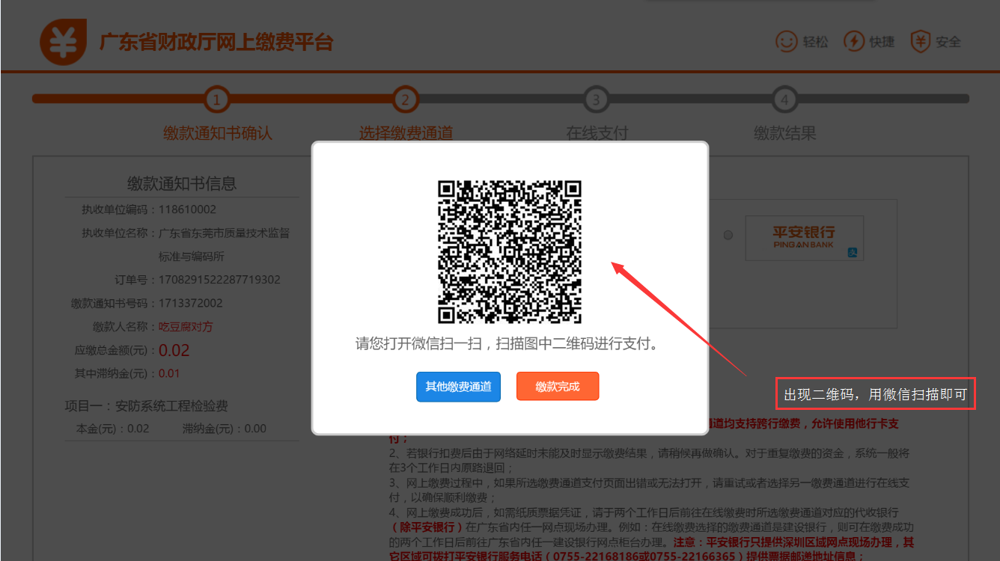 广东省财政厅网上缴费平台
轻松 快捷 安全
1 2 3 4
缴款通知书确认 选择缴费通道 在线支付 缴款结果
缴款通知书信息
执收单位编码：118610002
执收单位名称：广东省东莞市质量技术监督
标准与编码所
订单号：1708291522287719302
缴款通知书号码：1713372002
缴款人名称：吃豆腐对方
应缴总金额(元)：0.02
其中滞纳金(元)：0.01
项目一：安防系统工程检验费
本金(元)：0.02 滞纳金(元)：0.00
请您打开微信扫一扫，扫描图中二维码进行支付。
其他缴费通道 缴款完成
平安银行
PING AN BANK
出现二维码，用微信扫描即可
道均支持跨行缴费，允许使用他行卡支
付；
2、若银行扣费后由于网络延时未能及时显示缴费结果，请稍候再做确认。对于重复缴费的资金，系统一般将
在3个工作日内原路退回；
3、网上缴费过程中，如果所选缴费通道支付页面出错或无法打开，请重试或者选择另一缴费通道进行在线支
付，以确保顺利缴费；
4、网上缴费成功后，如需纸质票据凭证，请于两个工作日后前往在线缴费时所选缴费通道对应的代收银行
（除平安银行）在广东省内任一网点现场办理。例如：在线缴费选择的缴费通道是建设银行，则可在缴费成功
的两个工作日后前往广东省内任一建设银行网点柜台办理。注意：平安银行只提供深圳区域网点现场办理，其
它区域可拨打平安银行服务电话（0755-22168186或0755-22166365）提供票据邮递地址信息；